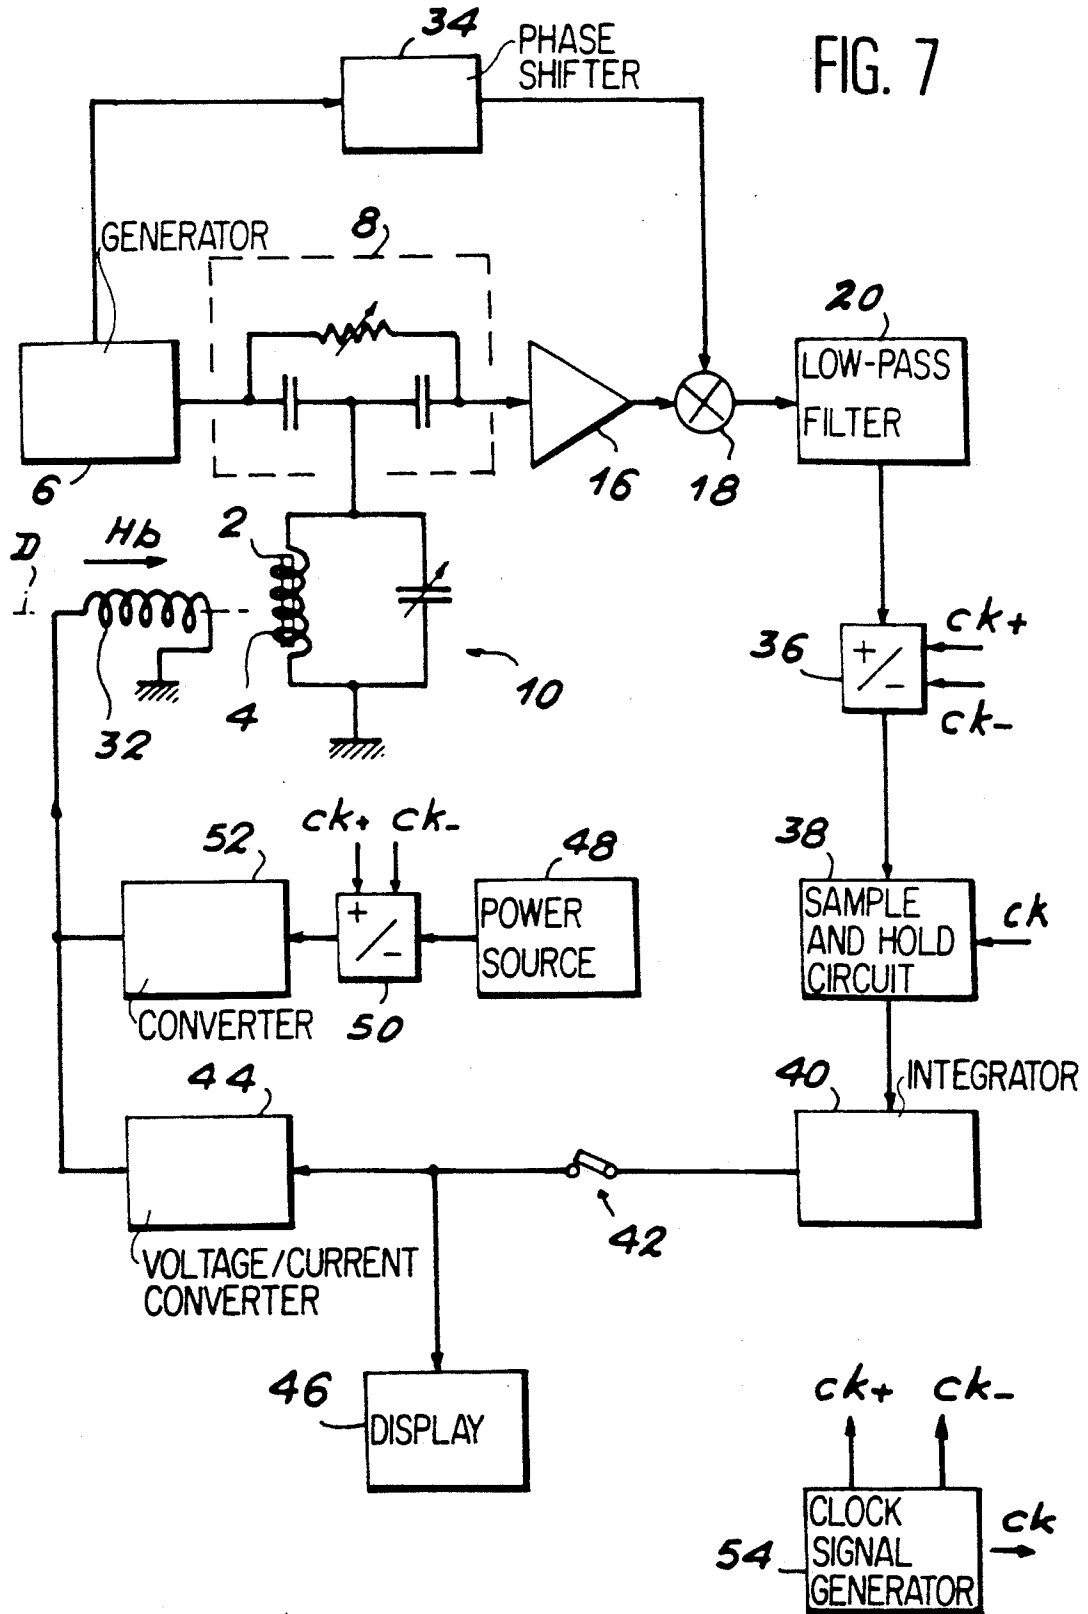 34
PHASE
SHIFTER
FIG. 7
GENERATOR
8
20
LOW-PASS
FILTER
6
16
18
D
Hb
2
32
4
10
36
+
/
-
ck+
ck-
52
ck+
ck-
48
POWER
SOURCE
+
/
-
50
CONVERTER
38
SAMPLE
AND HOLD
CIRCUIT
ck
44
40
INTEGRATOR
42
VOLTAGE/CURRENT
CONVERTER
46
DISPLAY
ck+
ck-
54
CLOCK
SIGNAL
GENERATOR
ck